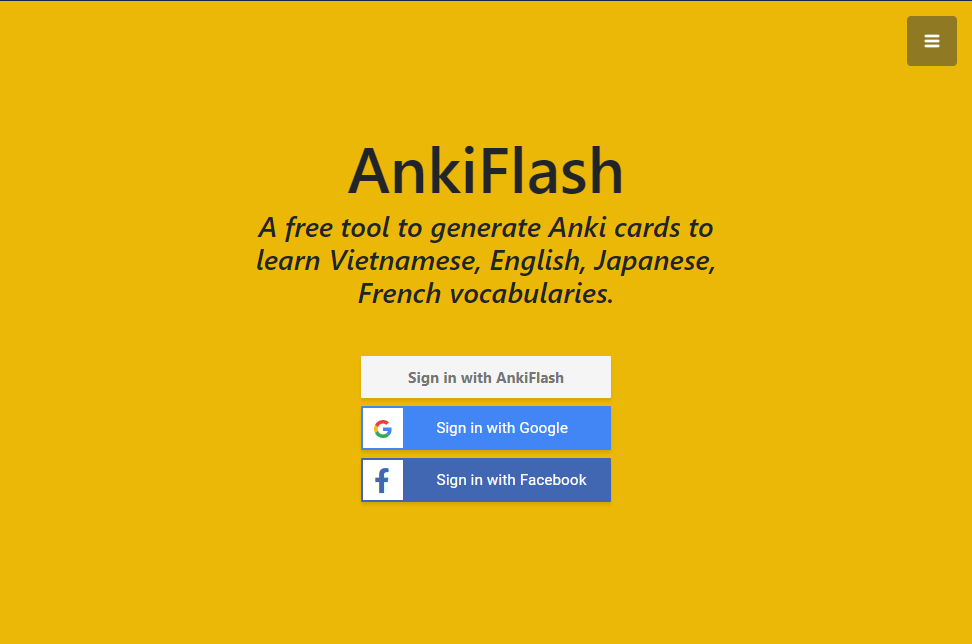 AnkiFlash
A free tool to generate Anki cards to
learn Vietnamese, English, Japanese,
French vocabularies.
Sign in with AnkiFlash
Sign in with Google
Sign in with Facebook